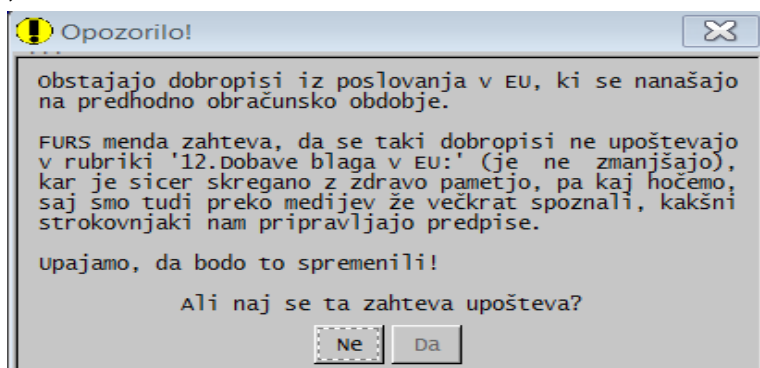 Opozorilo!
Obstajajo dobropisi iz poslovanja v EU, ki se nanašajo
na predhodno obračunsko obdobje.
FURS menda zahteva, da se taki dobropisi ne upoštevajo
v rubriki '12.Dobave blaga v EU:' (je ne zmanjšajo),
kar je sicer skregano z zdravo pametjo, pa kaj hočemo,
saj smo tudi preko medijev že večkrat spoznali, kakšni
strokovnjaki nam pripravljajo predpise.
Upajamo, da bodo to spremenili!
Ali naj se ta zahteva upošteva?
Ne Da